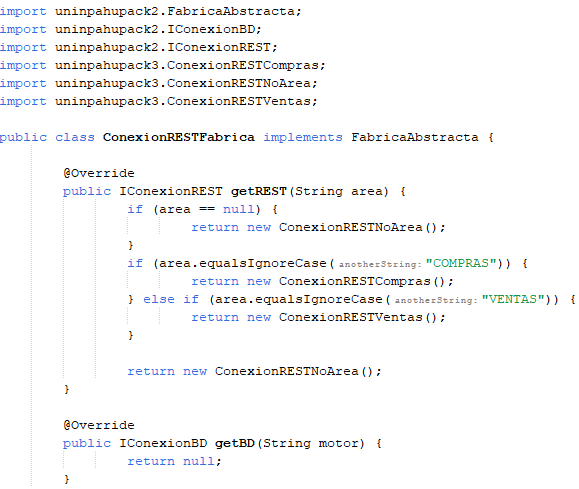 import uninpahupack2.FabricaAbstracta;
import uninpahupack2.IConexionBD;
import uninpahupack2.IConexionREST;
import uninpahupack3.ConexionRESTCompras;
import uninpahupack3.ConexionRESTNoArea;
import uninpahupack3.ConexionRESTVentas;
public class ConexionRESTFabrica implements FabricaAbstracta {
@Override
public IConexionREST getREST(String area) {
if (area == null) {
return new ConexionRESTNoArea();
}
if (area.equalsIgnoreCase( anotherString: "COMPRAS")) {
return new ConexionRESTCompras();
} else if (area.equalsIgnoreCase( anotherString: "VENTAS")) {
return new ConexionRESTVentas();
}
return new ConexionRESTNoArea();
}
@Override
public IConexionBD getBD(String motor) {
return null;
}